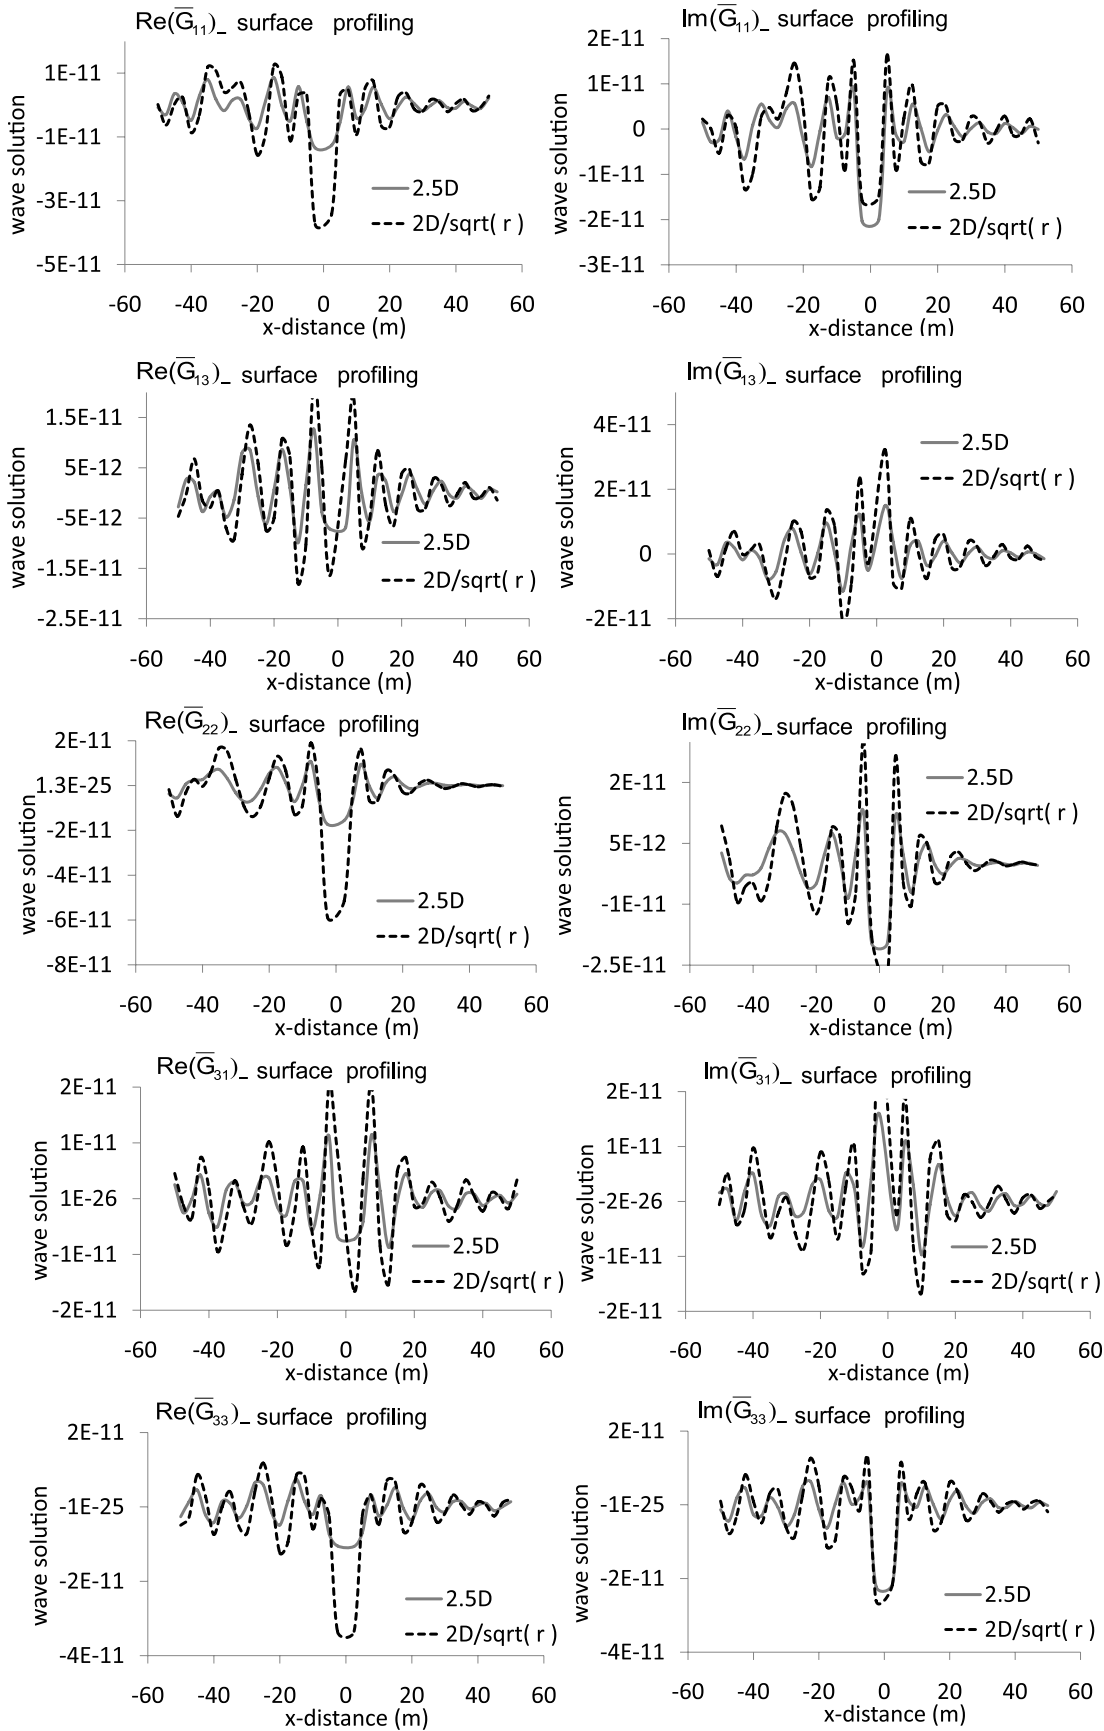 Re(G̅₁₁)_ surface profiling
1E-11
-1E-11
-3E-11
-5E-11
wave solution
2.5D
2D/sqrt( r )
-60 -40 -20 0 20 40 60
x-distance (m)
Im(G̅₁₁)_ surface profiling
2E-11
1E-11
0
-1E-11
-2E-11
-3E-11
wave solution
2.5D
2D/sqrt( r )
-60 -40 -20 0 20 40 60
x-distance (m)
Re(G̅₁₃)_ surface profiling
1.5E-11
5E-12
-5E-12
-1.5E-11
-2.5E-11
wave solution
2.5D
2D/sqrt( r )
-60 -40 -20 0 20 40 60
x-distance (m)
Im(G̅₁₃)_ surface profiling
4E-11
2E-11
0
-2E-11
wave solution
2.5D
2D/sqrt( r )
-60 -40 -20 0 20 40 60
x-distance (m)
Re(G̅₂₂)_ surface profiling
2E-11
1.3E-25
-2E-11
-4E-11
-6E-11
-8E-11
wave solution
2.5D
2D/sqrt( r )
-60 -40 -20 0 20 40 60
x-distance (m)
Im(G̅₂₂)_ surface profiling
2E-11
5E-12
-1E-11
-2.5E-11
wave solution
2.5D
2D/sqrt( r )
-60 -40 -20 0 20 40 60
x-distance (m)
Re(G̅₃₁)_ surface profiling
2E-11
1E-11
1E-26
-1E-11
-2E-11
wave solution
2.5D
2D/sqrt( r )
-60 -40 -20 0 20 40 60
x-distance (m)
Im(G̅₃₁)_ surface profiling
2E-11
1E-11
-2E-26
-1E-11
-2E-11
wave solution
2.5D
2D/sqrt( r )
-60 -40 -20 0 20 40 60
x-distance (m)
Re(G̅₃₃)_ surface profiling
2E-11
-1E-25
-2E-11
-4E-11
wave solution
2.5D
2D/sqrt( r )
-60 -40 -20 0 20 40 60
x-distance (m)
Im(G̅₃₃)_ surface profiling
2E-11
-1E-25
-2E-11
-4E-11
wave solution
2.5D
2D/sqrt( r )
-60 -40 -20 0 20 40 60
x-distance (m)